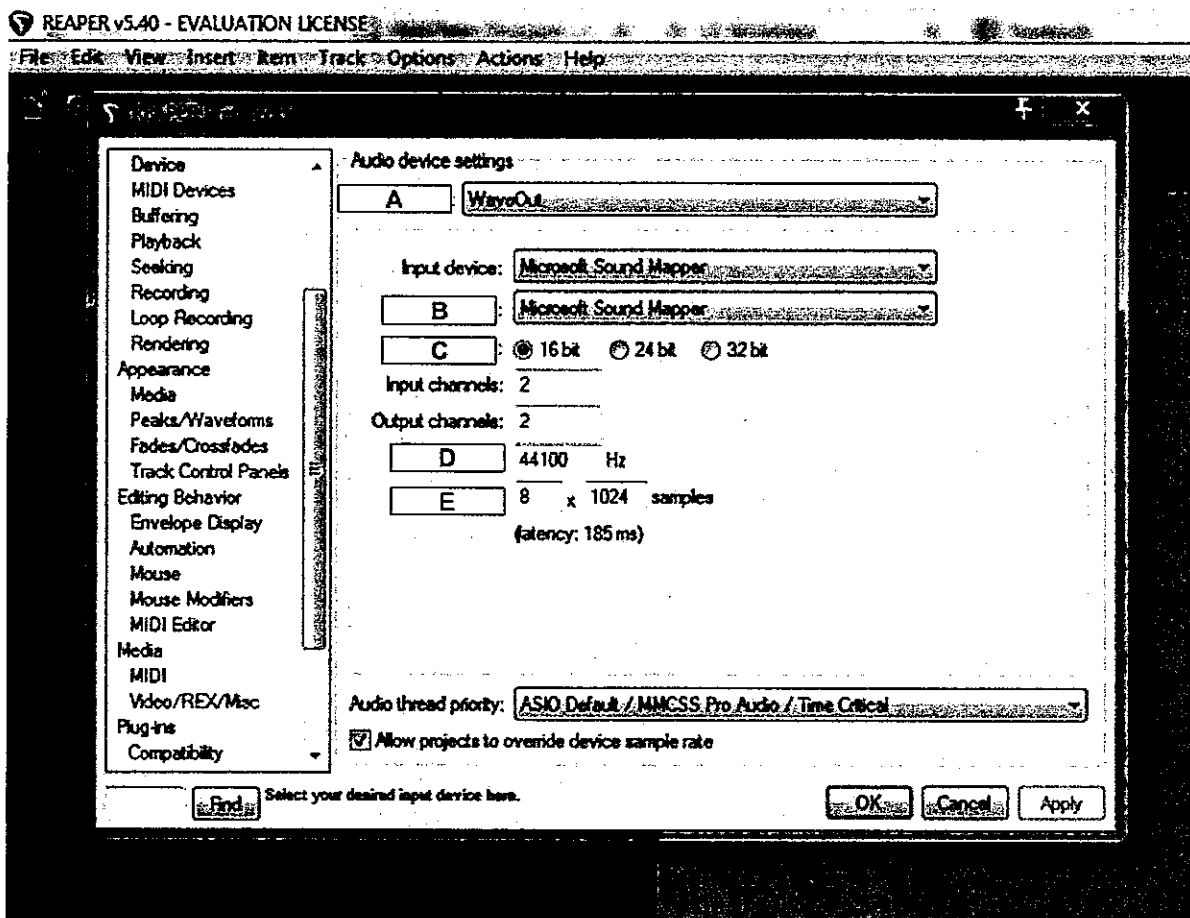 REAPER v5.40 - EVALUATION LICENSE
File Edit View Insert Item Track Options Actions Help
Device
MIDI Devices
Buffering
Playback
Seeking
Recording
Loop Recording
Rendering
Appearance
Media
Peaks/Waveforms
Fades/Crossfades
Track Control Panels
Editing Behavior
Envelope Display
Automation
Mouse
Mouse Modifiers
MIDI Editor
Media
MIDI
Video/REX/Misc
Plug-ins
Compatibility
Audio device settings
A : WaveOut
Input device: Microsoft Sound Mapper
B : Microsoft Sound Mapper
C : 16 bit 24 bit 32 bit
Input channels: 2
Output channels: 2
D 44100 Hz
E 8 x 1024 samples
(latency: 185 ms)
Audio thread priority: ASIO Default / MMCSS Pro Audio / Time Critical
Allow projects to override device sample rate
Find Select your desired input device here. OK Cancel Apply